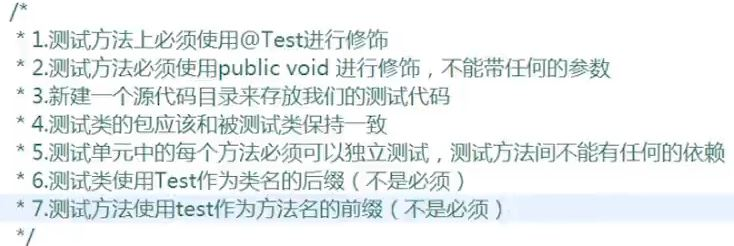 /*
* 1.测试方法上必须使用@Test进行修饰
* 2.测试方法必须使用public void 进行修饰，不能带任何的参数
* 3.新建一个源代码目录来存放我们的测试代码
* 4.测试类的包应该和被测试类保持一致
* 5.测试单元中的每个方法必须可以独立测试，测试方法间不能有任何的依赖
* 6.测试类使用Test作为类名的后缀（不是必须）
* 7.测试方法使用test作为方法名的前缀（不是必须）
*/